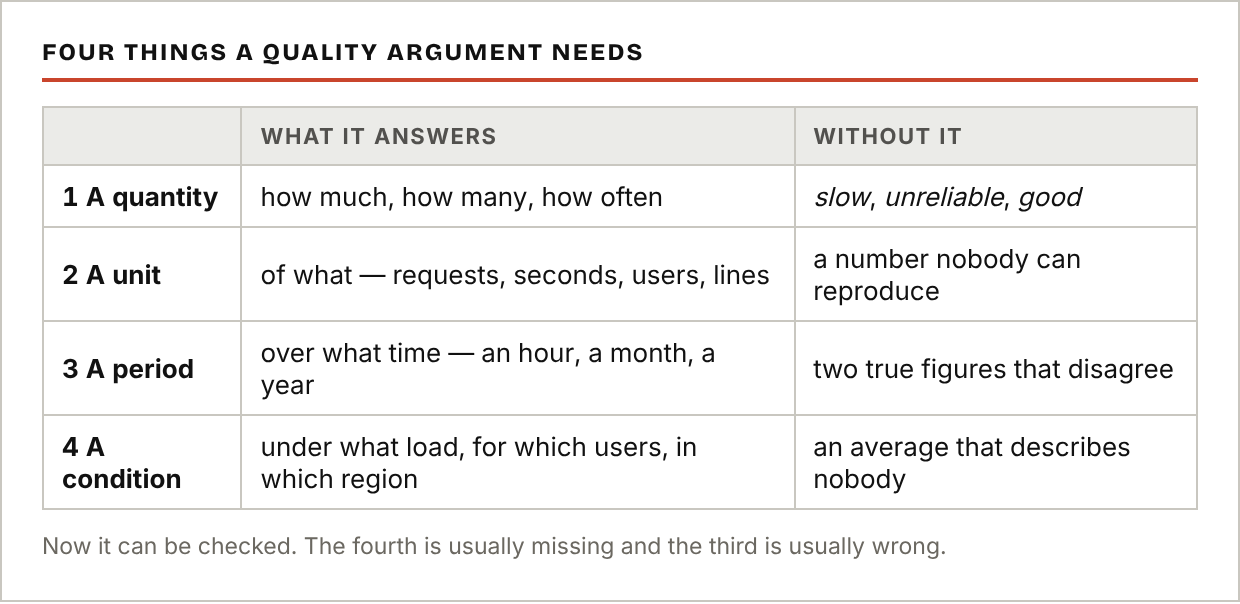 FOUR THINGS A QUALITY ARGUMENT NEEDS
WHAT IT ANSWERS
WITHOUT IT
1 A quantity
how much, how many, how often
slow, unreliable, good
2 A unit
of what — requests, seconds, users, lines
a number nobody can
reproduce
3 A period
over what time — an hour, a month, a
year
two true figures that disagree
4 A
condition
under what load, for which users, in
which region
an average that describes
nobody
Now it can be checked. The fourth is usually missing and the third is usually wrong.